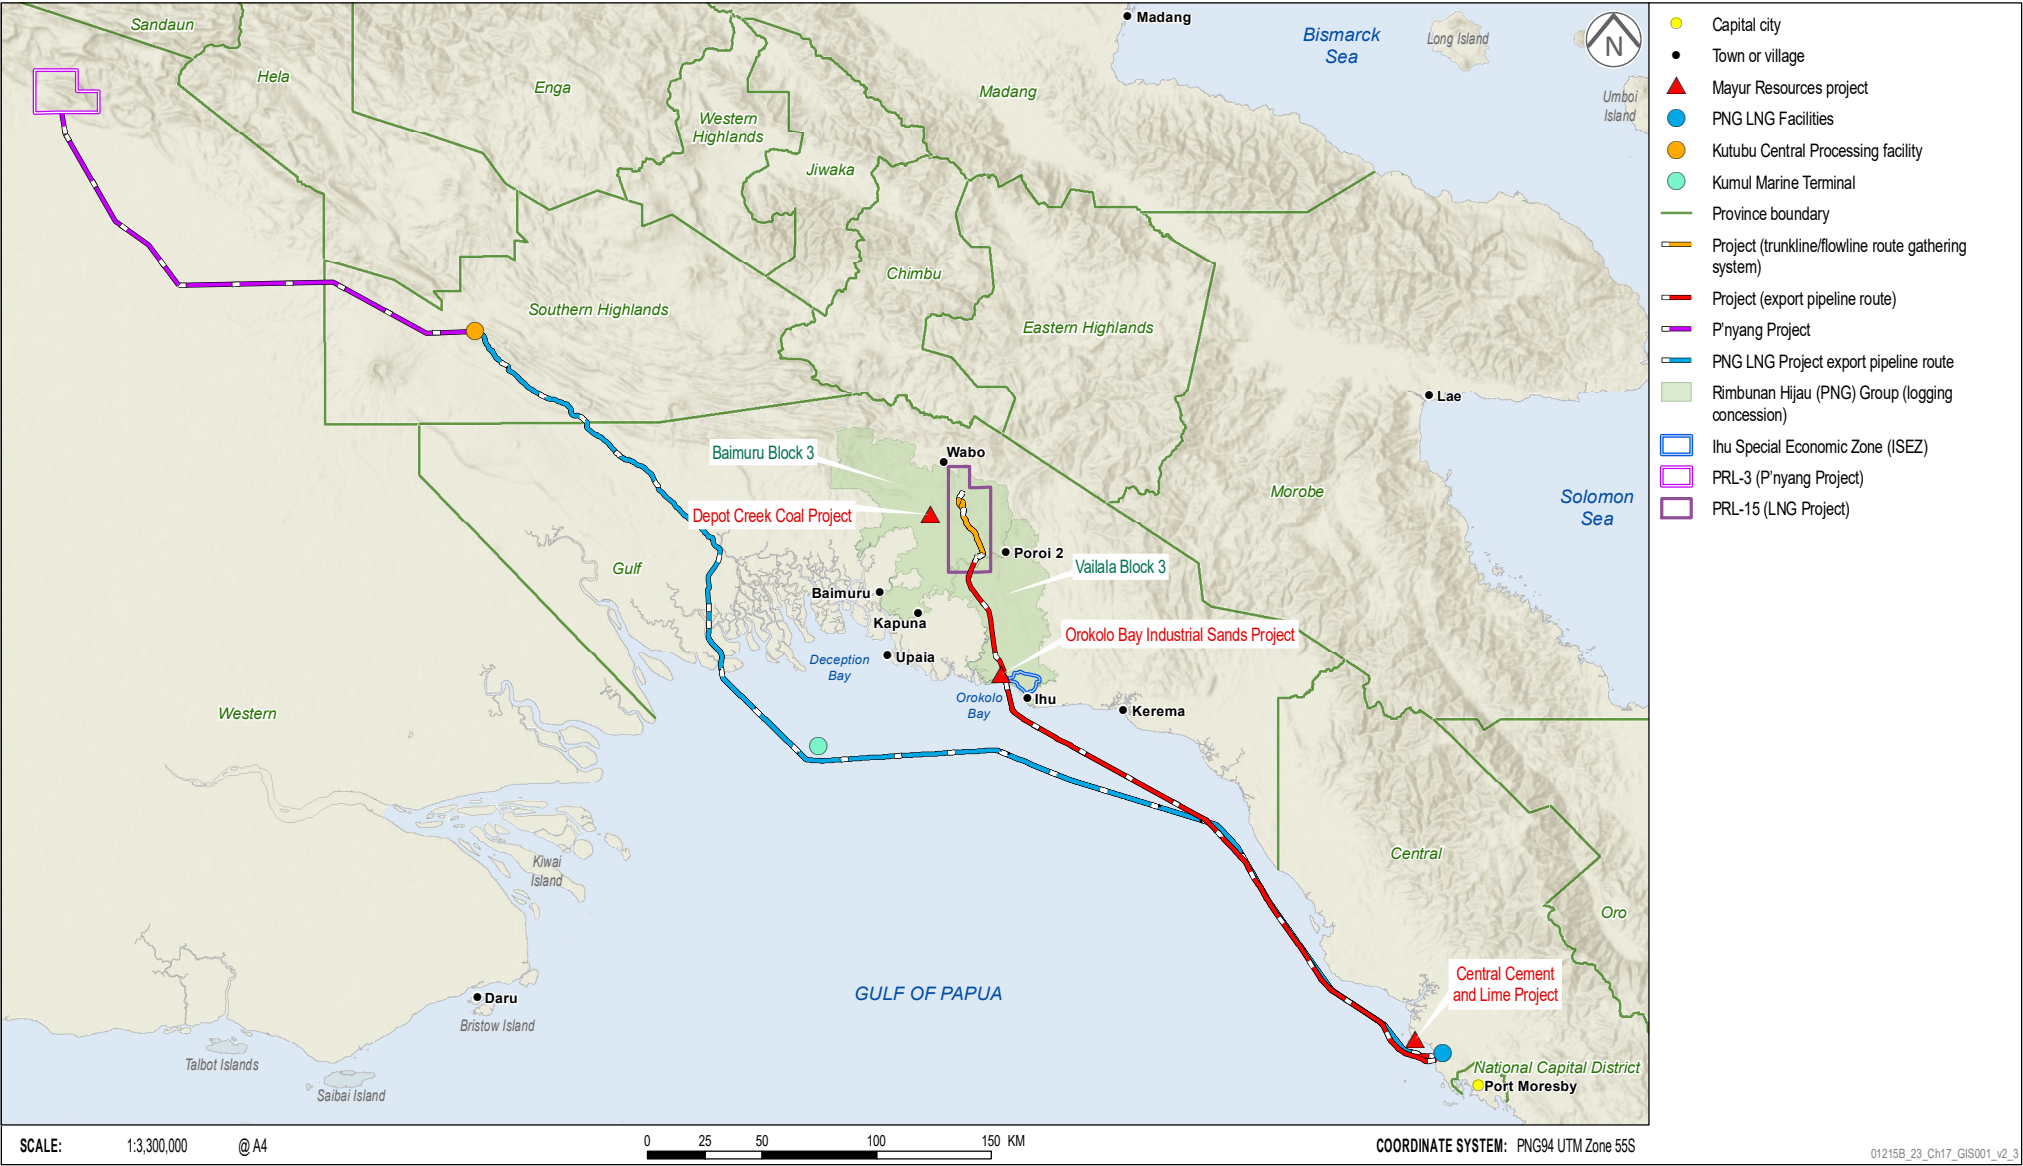 Sandaun
Hela
Enga
Western
Highlands
Jiwaka
Madang
Madang
Bismarck
Sea
Long Island
Umboi
Island
N
Chimbu
Southern Highlands
Eastern Highlands
Lae
Baimuru Block 3
Wabo
Depot Creek Coal Project
Morobe
Solomon
Sea
Poroi 2
Vailala Block 3
Gulf
Baimuru
Kapuna
Orokolo Bay Industrial Sands Project
Upaia
Deception
Bay
Orokolo
Bay
Ihu
Kerema
Western
Kiwai
Island
Central
Oro
Central Cement
and Lime Project
GULF OF PAPUA
Daru
Bristow Island
Talbot Islands
Saibai Island
National Capital District
Port Moresby
Capital city
Town or village
Mayur Resources project
PNG LNG Facilities
Kutubu Central Processing facility
Kumul Marine Terminal
Province boundary
Project (trunkline/flowline route gathering
system)
Project (export pipeline route)
P'nyang Project
PNG LNG Project export pipeline route
Rimbunan Hijau (PNG) Group (logging
concession)
Ihu Special Economic Zone (ISEZ)
PRL-3 (P'nyang Project)
PRL-15 (LNG Project)
SCALE: 1:3,300,000 @ A4
0 25 50 100 150 KM
COORDINATE SYSTEM: PNG94 UTM Zone 55S
01215B_23_Ch17_GIS001_v2_3